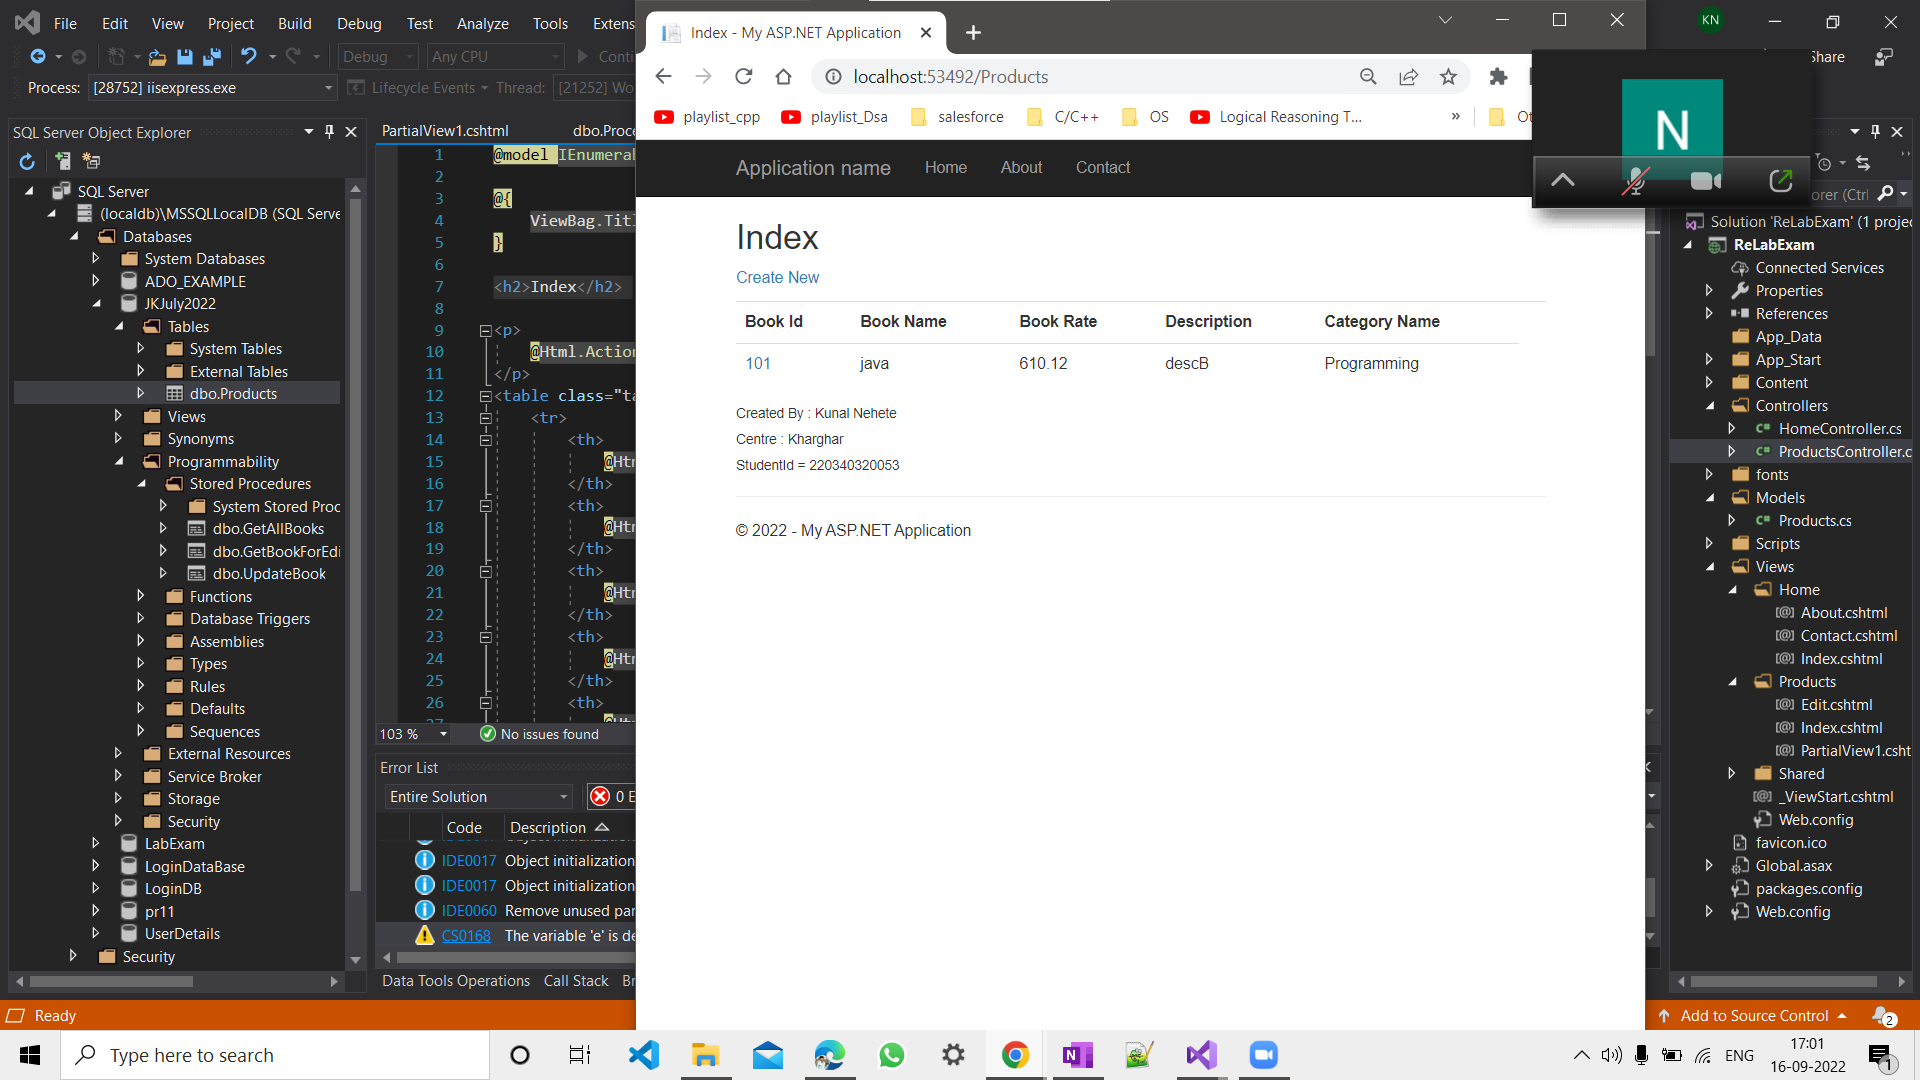 File Edit View Project Build Debug Test Analyze Tools Extens
Debug Any CPU Conti
Process: [28752] iisexpress.exe Lifecycle Events Thread: [21252] Wo
SQL Server Object Explorer
SQL Server
(localdb)\MSSQLLocalDB (SQL Serve
Databases
System Databases
ADO_EXAMPLE
JKJuly2022
Tables
System Tables
External Tables
dbo.Products
Views
Synonyms
Programmability
Stored Procedures
System Stored Proc
dbo.GetAllBooks
dbo.GetBookForEdi
dbo.UpdateBook
Functions
Database Triggers
Assemblies
Types
Rules
Defaults
Sequences
External Resources
Service Broker
Storage
Security
LabExam
LoginDataBase
LoginDB
pr11
UserDetails
Security
PartialView1.cshtml dbo.Proce
1 @model IEnumerab
2
3 @{
4 ViewBag.Titl
5 }
6
7 <h2>Index</h2>
8
9 <p>
10 @Html.Action
11 </p>
12 <table class="ta
13 <tr>
14 <th>
15 @Htm
16 </th>
17 <th>
18 @Htm
19 </th>
20 <th>
21 @Htm
22 </th>
23 <th>
24 @Htm
25 </th>
26 <th>
27
103 % No issues found
Error List
Entire Solution 0 E
Code Description
IDE0017 Object initialization
IDE0017 Object initialization
IDE0060 Remove unused par
CS0168 The variable 'e' is de
Data Tools Operations Call Stack Br
Index - My ASP.NET Application
localhost:53492/Products
playlist_cpp playlist_Dsa salesforce C/C++ OS Logical Reasoning T... » Ot
Application name Home About Contact
Index
Create New
Book Id Book Name Book Rate Description Category Name
101 java 610.12 descB Programming
Created By : Kunal Nehete
Centre : Kharghar
StudentId = 220340320053
© 2022 - My ASP.NET Application
KN
Share
N
orer (Ctrl
Solution 'ReLabExam' (1 projec
ReLabExam
Connected Services
Properties
References
App_Data
App_Start
Content
Controllers
HomeController.cs
ProductsController.c
fonts
Models
Products.cs
Scripts
Views
Home
About.cshtml
Contact.cshtml
Index.cshtml
Products
Edit.cshtml
Index.cshtml
PartialView1.csht
Shared
_ViewStart.cshtml
Web.config
favicon.ico
Global.asax
packages.config
Web.config
Ready
Add to Source Control 2
Type here to search
ENG
17:01
16-09-2022
1